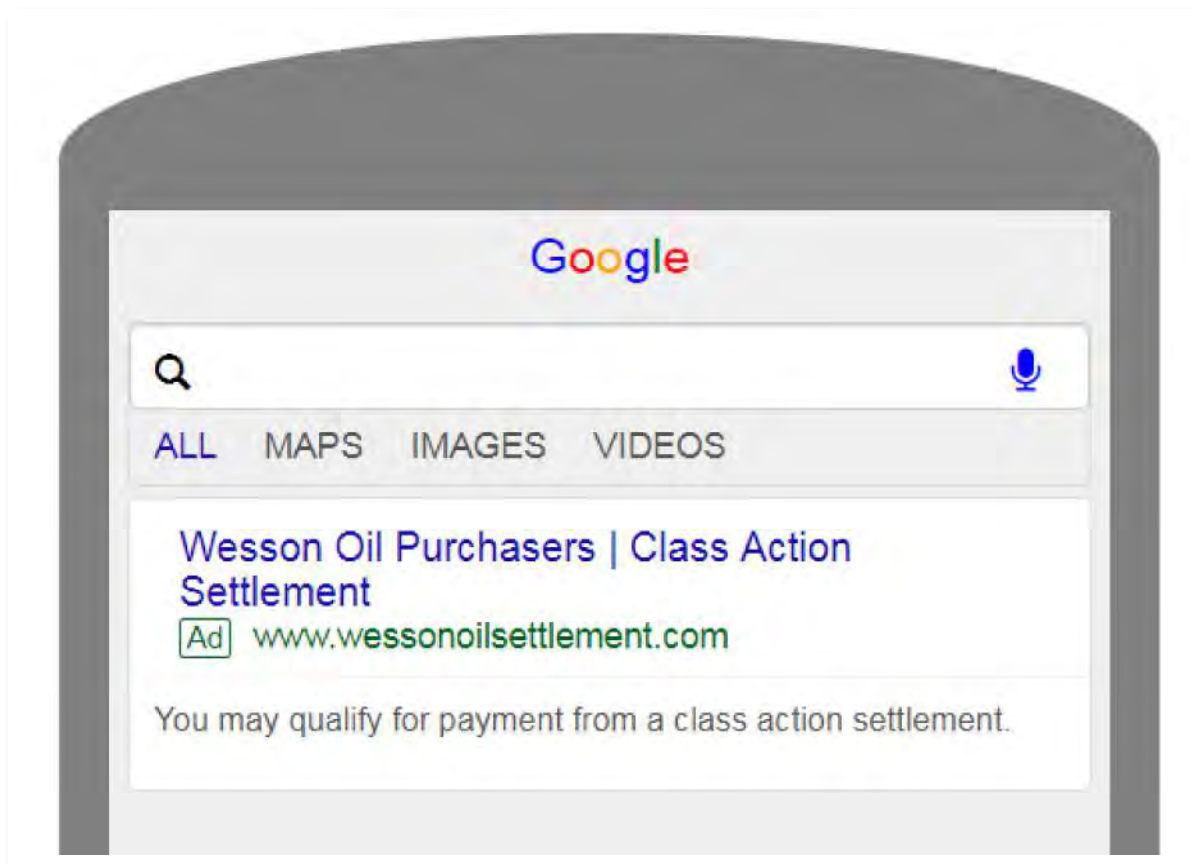 Google
ALL MAPS IMAGES VIDEOS
Wesson Oil Purchasers | Class Action
Settlement
Ad www.wessonoilsettlement.com
You may qualify for payment from a class action settlement.